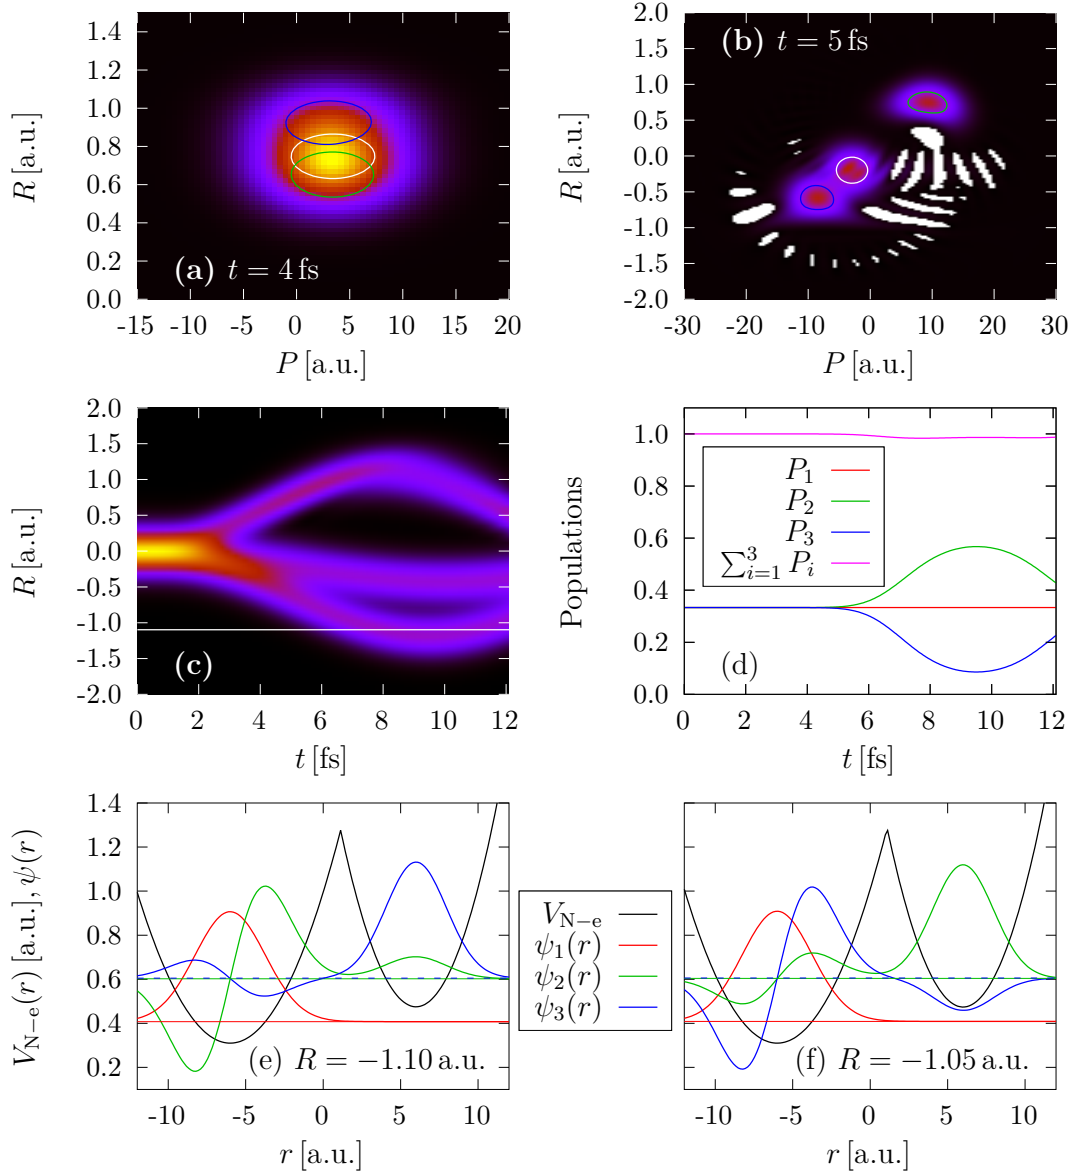 R [a.u.]
1.4
1.2
1.0
0.8
0.6
0.4
0.2
0.0
(a) t = 4 fs
-15 -10 -5 0 5 10 15 20
P [a.u.]
R [a.u.]
2.0
1.5
1.0
0.5
0.0
-0.5
-1.0
-1.5
-2.0
(b) t = 5 fs
-30 -20 -10 0 10 20 30
P [a.u.]
R [a.u.]
2.0
1.5
1.0
0.5
0.0
-0.5
-1.0
-1.5
-2.0
(c)
0 2 4 6 8 10 12
t [fs]
Populations
1.0
0.8
0.6
0.4
0.2
0.0
P₁
P₂
P₃
∑³ᵢ₌₁ Pᵢ
(d)
0 2 4 6 8 10 12
t [fs]
V_N−e(r) [a.u.], ψ(r)
1.4
1.2
1.0
0.8
0.6
0.4
0.2
(e) R = −1.10 a.u.
-10 -5 0 5 10
r [a.u.]
V_N−e
ψ₁(r)
ψ₂(r)
ψ₃(r)
(f) R = −1.05 a.u.
-10 -5 0 5 10
r [a.u.]